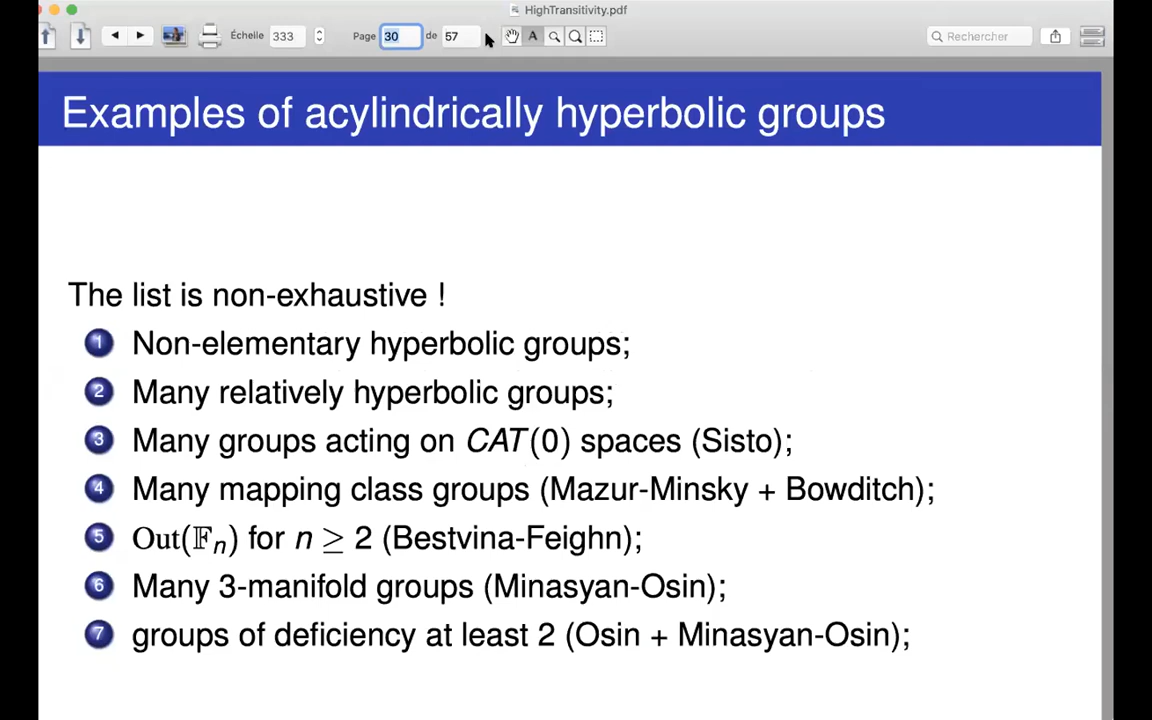 HighTransitivity.pdf
Échelle 333 Page 30 de 57 A Rechercher
Examples of acylindrically hyperbolic groups
The list is non-exhaustive !
1 Non-elementary hyperbolic groups;
2 Many relatively hyperbolic groups;
3 Many groups acting on CAT(0) spaces (Sisto);
4 Many mapping class groups (Mazur-Minsky + Bowditch);
5 Out(𝔽n) for n ≥ 2 (Bestvina-Feighn);
6 Many 3-manifold groups (Minasyan-Osin);
7 groups of deficiency at least 2 (Osin + Minasyan-Osin);